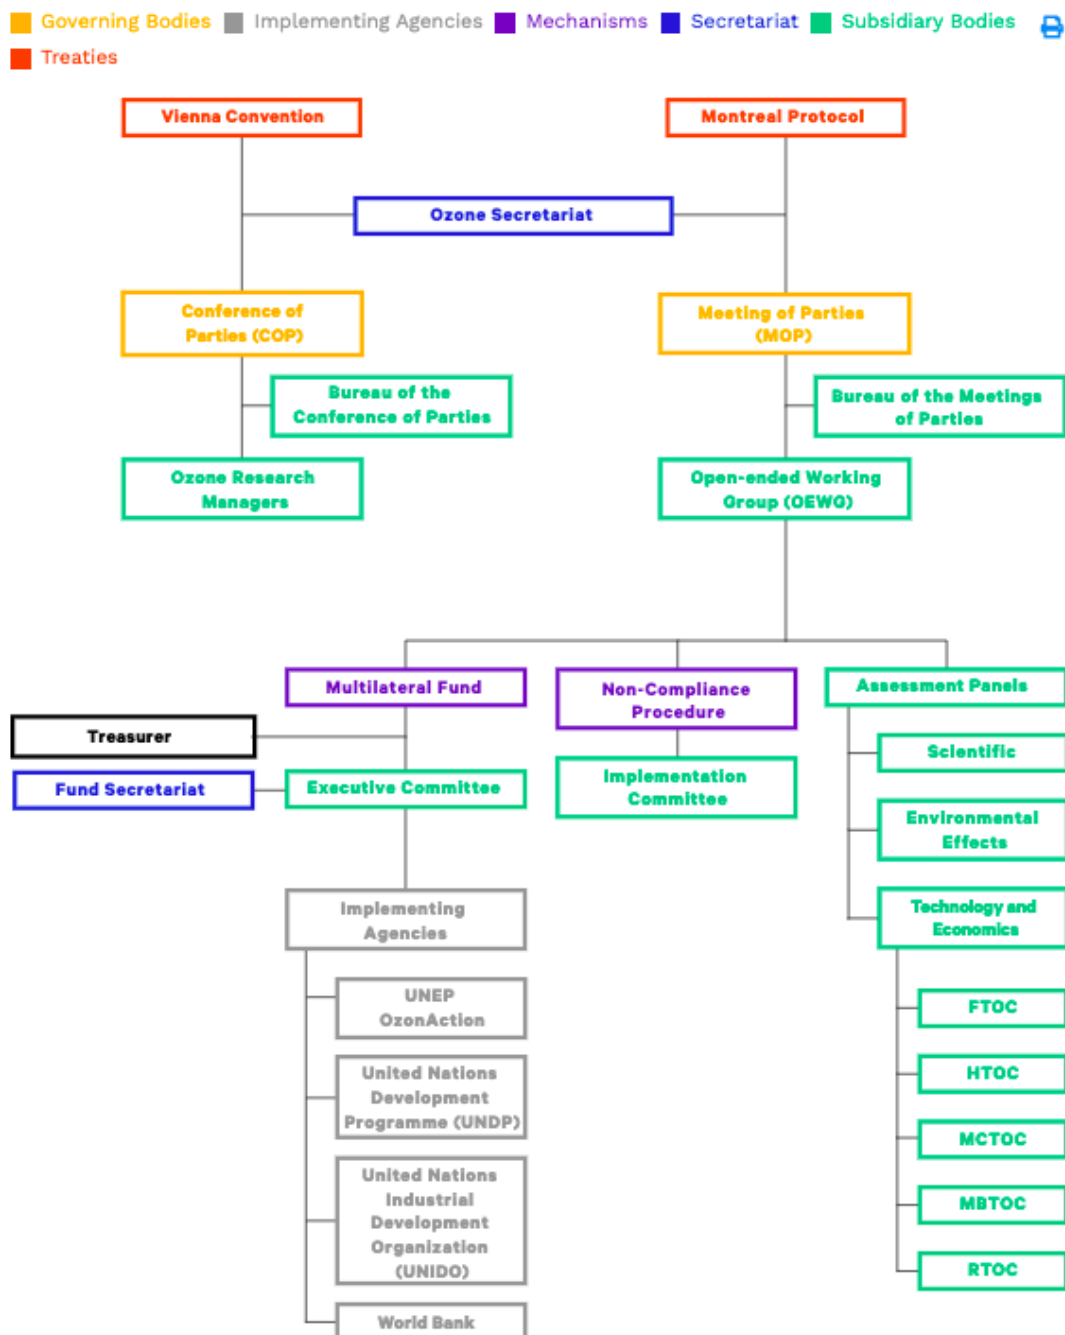 Governing Bodies Implementing Agencies Mechanisms Secretariat Subsidiary Bodies
Treaties
Vienna Convention
Montreal Protocol
Ozone Secretariat
Conference of
Parties (COP)
Meeting of Parties
(MOP)
Bureau of the
Conference of Parties
Bureau of the Meetings
of Parties
Ozone Research
Managers
Open-ended Working
Group (OEWG)
Multilateral Fund
Non-Compliance
Procedure
Assessment Panels
Treasurer
Fund Secretariat
Executive Committee
Implementation
Committee
Scientific
Environmental
Effects
Technology and
Economics
Implementing
Agencies
UNEP
OzonAction
United Nations
Development
Programme (UNDP)
United Nations
Industrial
Development
Organization
(UNIDO)
World Bank
FTOC
HTOC
MCTOC
MBTOC
RTOC